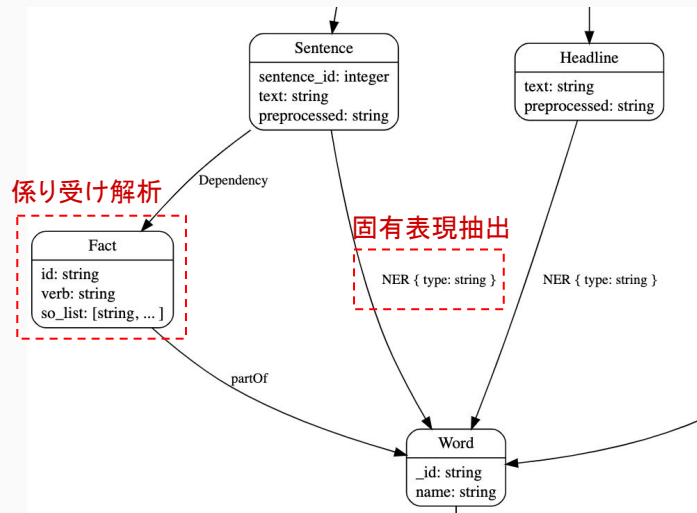 Sentence
sentence_id: integer
text: string
preprocessed: string
Headline
text: string
preprocessed: string
Dependency
係り受け解析
Fact
id: string
verb: string
so_list: [string, ... ]
固有表現抽出
NER { type: string }
NER { type: string }
partOf
Word
_id: string
name: string